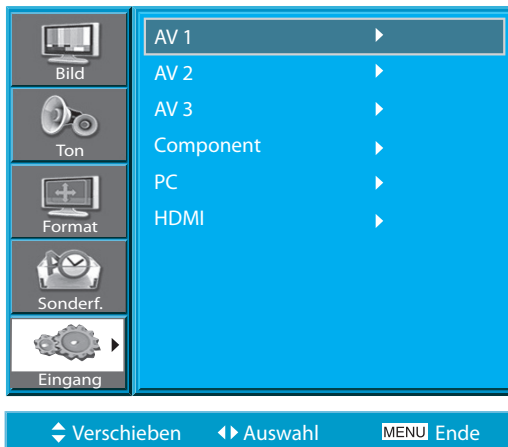 Bild
Ton
Format
Sonderf.
Eingang
AV 1
AV 2
AV 3
Component
PC
HDMI
Verschieben Auswahl MENU Ende